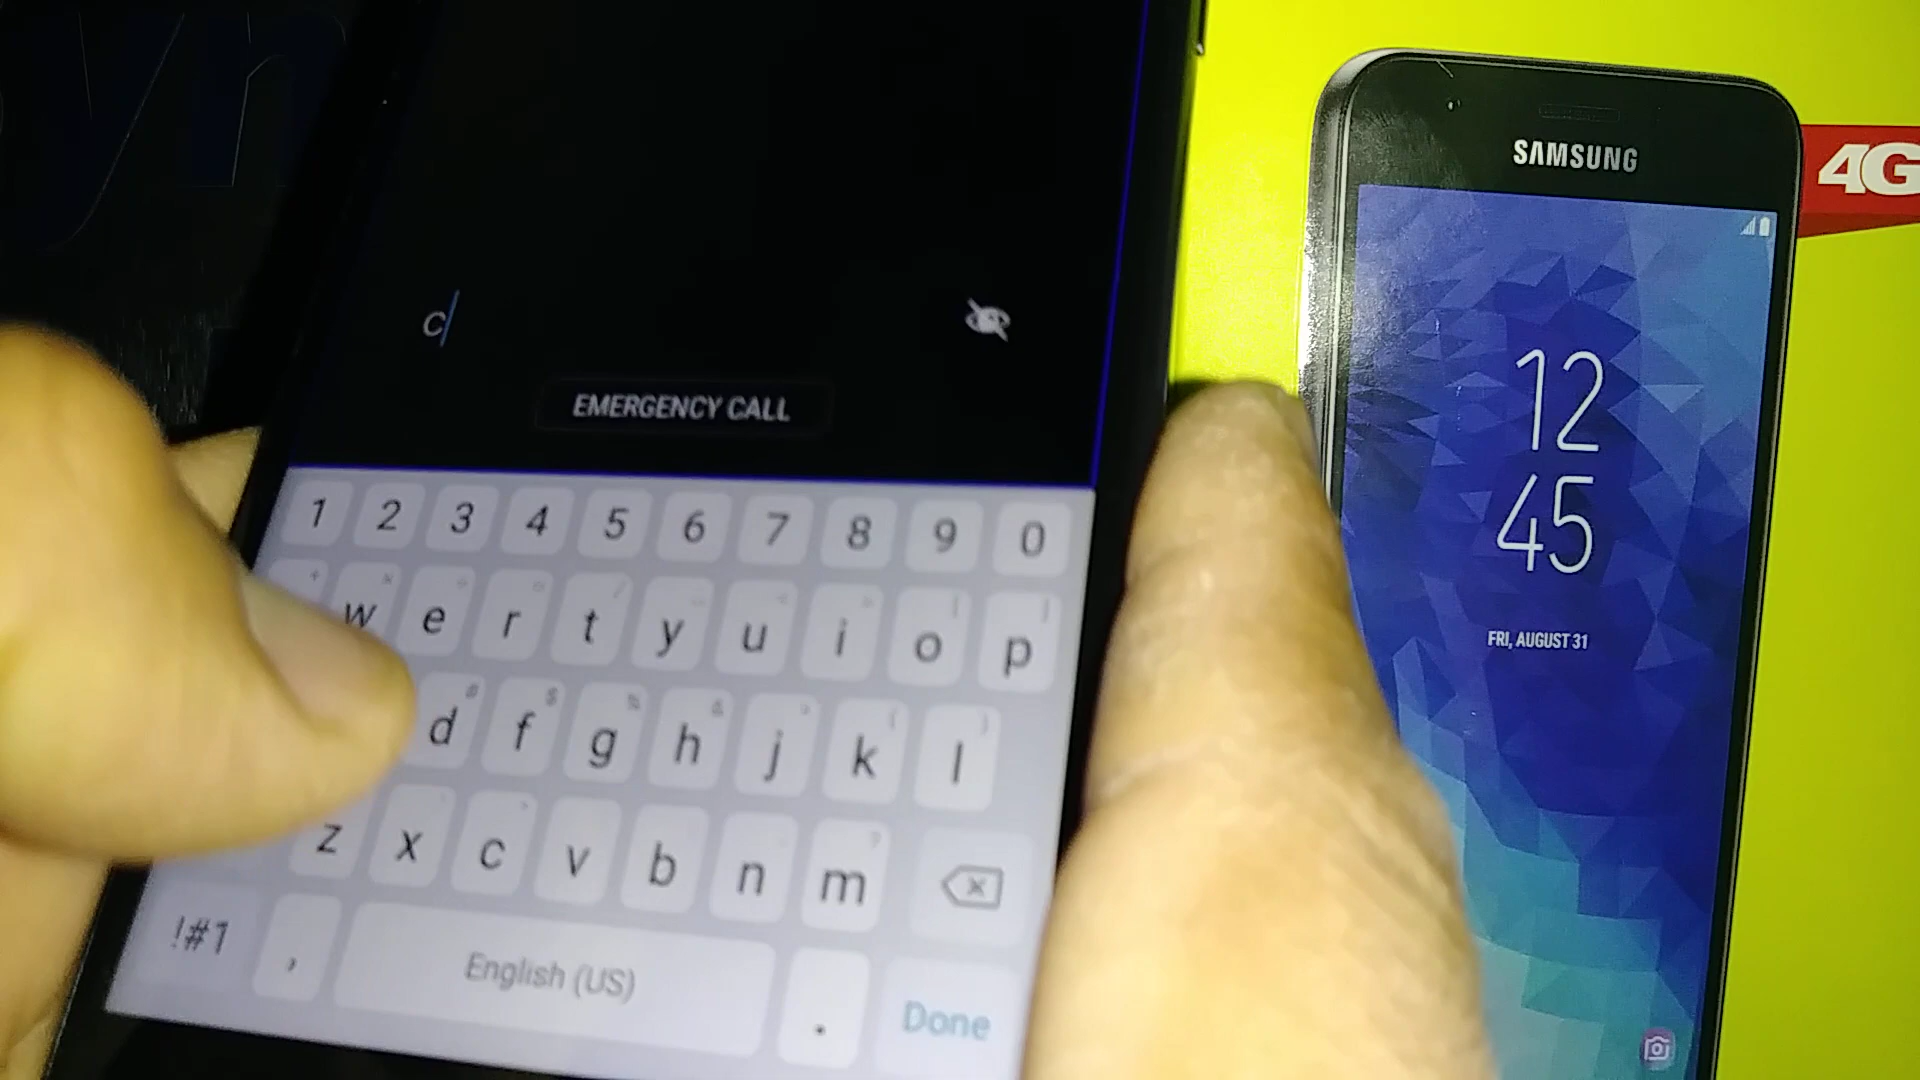 c
EMERGENCY CALL
1 2 3 4 5 6 7 8 9 0
w e r t y u i o p
d f g h j k l
z x c v b n m
!#1 , English (US) . Done
SAMSUNG
4G
12
45
FRI, AUGUST 31